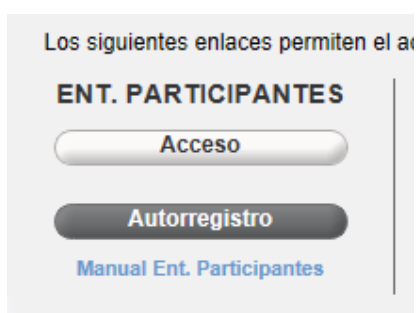 Los siguientes enlaces permiten el
ENT. PARTICIPANTES
Acceso
Autorregistro
Manual Ent. Participantes